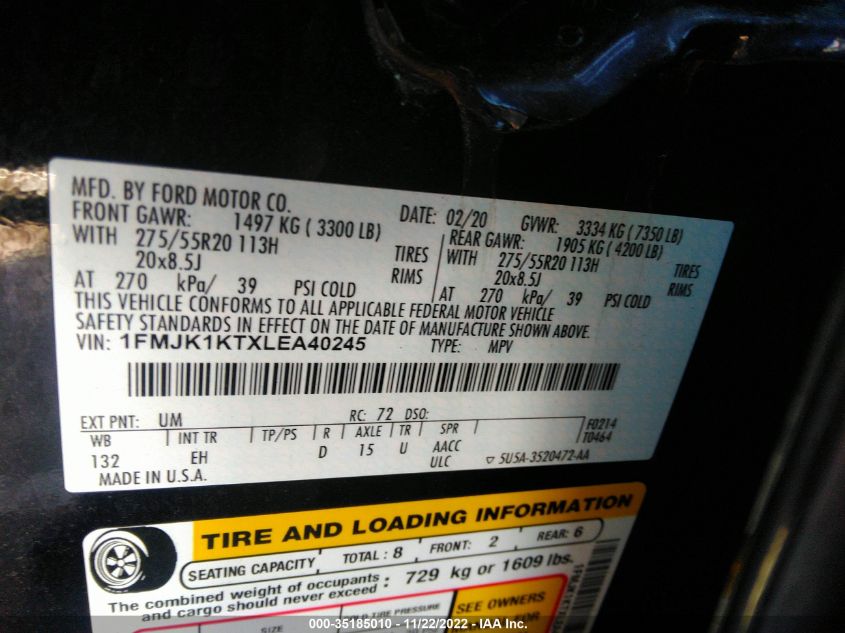 MFD. BY FORD MOTOR CO.
DATE: 02/20 GVWR: 3334 KG ( 7350 LB)
FRONT GAWR: 1497 KG ( 3300 LB) REAR GAWR: 1905 KG ( 4200 LB)
WITH 275/55R20 113H TIRES WITH 275/55R20 113H TIRES
20x8.5J RIMS 20x8.5J RIMS
AT 270 kPa/ 39 PSI COLD AT 270 kPa/ 39 PSI COLD
THIS VEHICLE CONFORMS TO ALL APPLICABLE FEDERAL MOTOR VEHICLE
SAFETY STANDARDS IN EFFECT ON THE DATE OF MANUFACTURE SHOWN ABOVE.
VIN: 1FMJK1KTXLEA40245 TYPE: MPV
EXT PNT: UM RC: 72 DSO: F0214
WB INT TR TP/PS R AXLE TR SPR T0464
132 EH D 15 U AACC
ULC 5USA-3520472-AA
MADE IN U.S.A.
TIRE AND LOADING INFORMATION
SEATING CAPACITY TOTAL : 8 FRONT: 2 REAR: 6
The combined weight of occupants : 729 kg or 1609 lbs.
and cargo should never exceed
SIZE
TIRE PRESSURE
SEE OWNERS
000-35185010 - 11/22/2022 - IAA Inc.